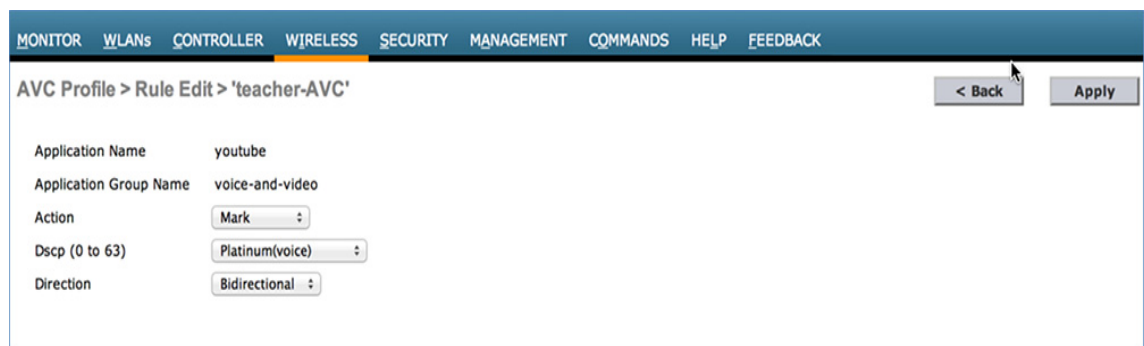 MONITOR WLANs CONTROLLER WIRELESS SECURITY MANAGEMENT COMMANDS HELP FEEDBACK
AVC Profile > Rule Edit > 'teacher-AVC' < Back Apply
Application Name youtube
Application Group Name voice-and-video
Action Mark
Dscp (0 to 63) Platinum(voice)
Direction Bidirectional